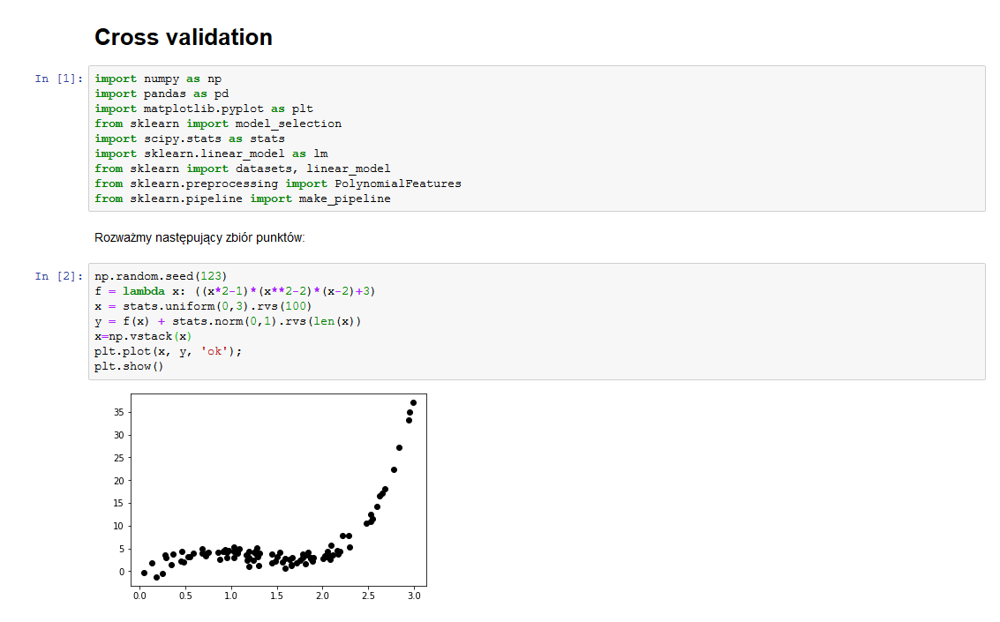 Cross validation
In [1]:
import numpy as np
import pandas as pd
import matplotlib.pyplot as plt
from sklearn import model_selection
import scipy.stats as stats
import sklearn.linear_model as lm
from sklearn import datasets, linear_model
from sklearn.preprocessing import PolynomialFeatures
from sklearn.pipeline import make_pipeline
Rozważmy następujący zbiór punktów:
In [2]:
np.random.seed(123)
f = lambda x: ((x*2-1)*(x**2-2)*(x-2)+3)
x = stats.uniform(0,3).rvs(100)
y = f(x) + stats.norm(0,1).rvs(len(x))
x=np.vstack(x)
plt.plot(x, y, 'ok');
plt.show()
35
30
25
20
15
10
5
0
0.0 0.5 1.0 1.5 2.0 2.5 3.0